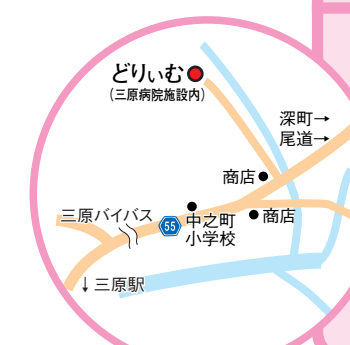 どりぃむ
(三原病院施設内)
深町→
尾道→
商店
三原バイパス
55
中之町
小学校
商店
↓三原駅